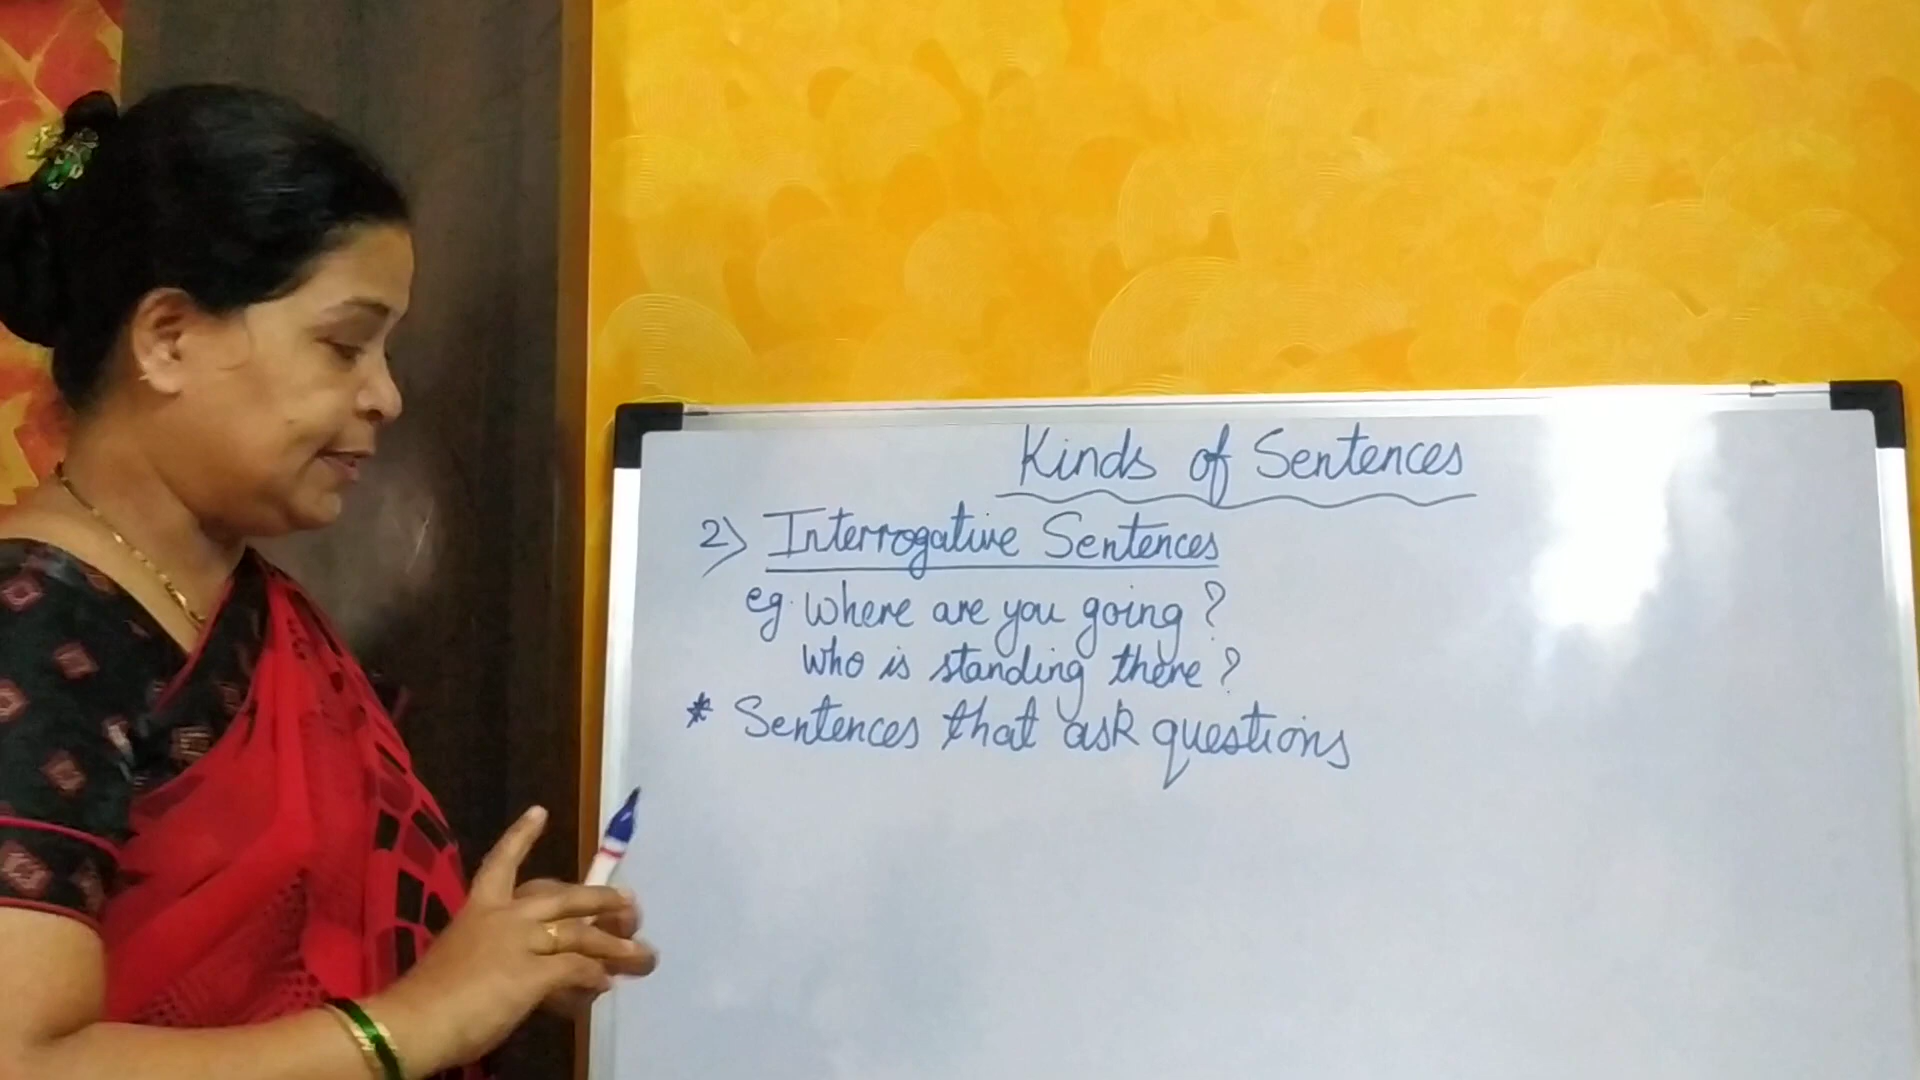 Kinds of Sentences
2) Interrogative Sentences
eg. Where are you going?
Who is standing there?
* Sentences that ask questions